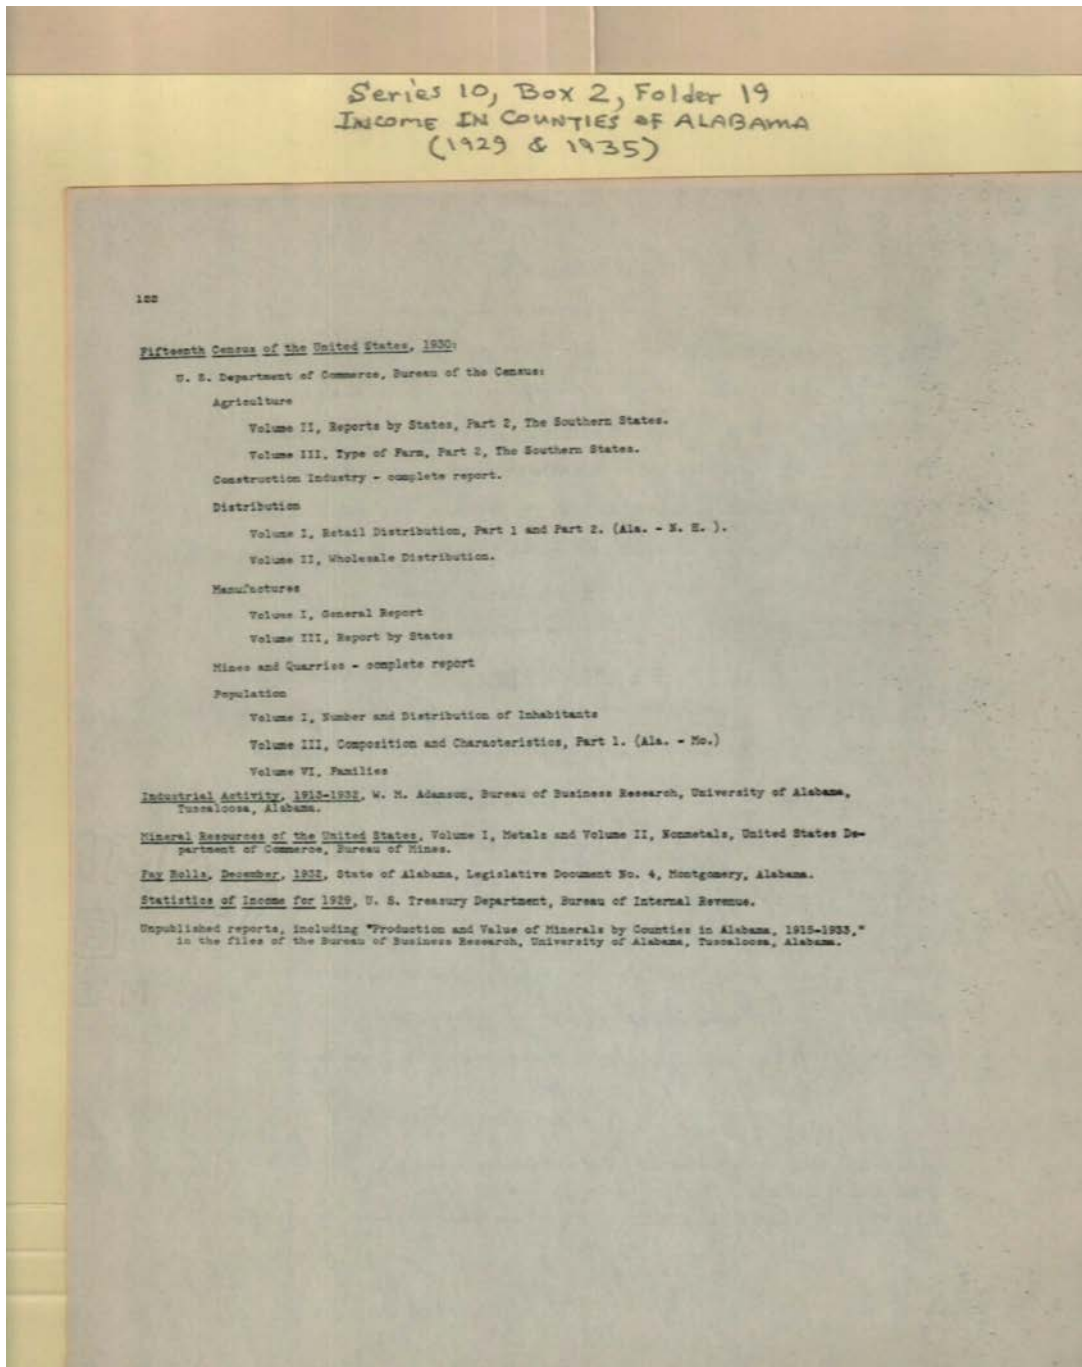 Series 10, Box 2, Folder 19
INCOME IN COUNTIES OF ALABAMA
(1929 & 1935)
Fifteenth Census of the United States, 1930:
U. S. Department of Commerce, Bureau of the Census:
Agriculture
Volume II, Reports by States, Part 2, The Southern States.
Volume III, Type of Farm, Part 2, The Southern States.
Construction Industry - complete report.
Distribution
Volume I, Retail Distribution, Part 1 and Part 2. (Ala. - N. H. ).
Volume II, Wholesale Distribution.
Manufactures
Volume I, General Report
Volume III, Report by States
Mines and Quarries - complete report
Population
Volume I, Number and Distribution of Inhabitants
Volume III, Composition and Characteristics, Part 1. (Ala. - Mo.)
Volume VI, Families
Industrial Activity, W. M. Adamson, Bureau of Business Research, University of Alabama,
Tuscaloosa, Alabama.
Mineral Resources of the United States, Volume I, Metals and Volume II, Nonmetals, United States De-
partment of Commerce, Bureau of Mines.
Pay Rolls, December, 1932, State of Alabama, Legislative Document No. 4, Montgomery, Alabama.
Statistics of Income for 1929, U. S. Treasury Department, Bureau of Internal Revenue.
Unpublished reports, including "Production and Value of Minerals by Counties in Alabama,
in the files of the Bureau of Business Research, University of Alabama, Tuscaloosa, Alabama.